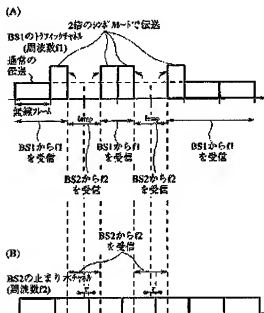 (A)
2倍のシンボルレートで伝送
BS1のトラフィックチャネル
(周波数f1)
通常の
伝送
無線フレーム
BS1からf1
を受信
BS2からf2
を受信
BS1からf1
を受信
BS2からf2
を受信
BS1からf1
を受信
BS2からf2
を受信
(B)
BS2の止まり木チャネル
(周波数f2)